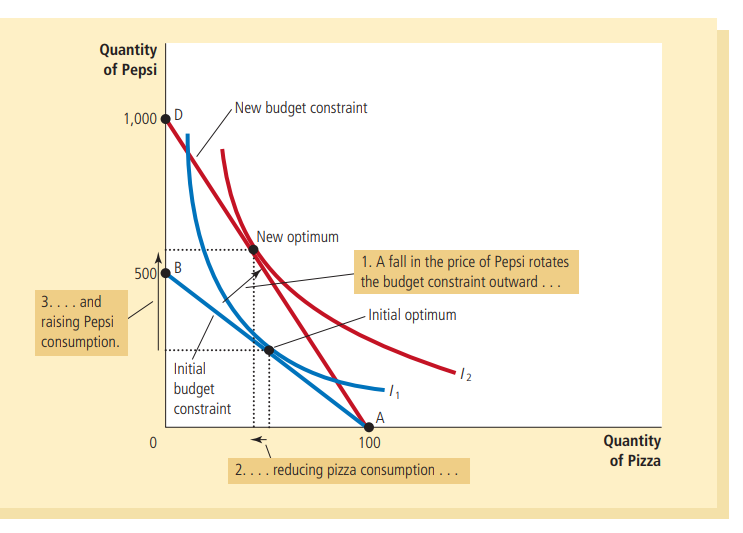 Quantity
of Pepsi
1,000
D
New budget constraint
New optimum
1. A fall in the price of Pepsi rotates
the budget constraint outward . . .
500
B
3. . . . and
raising Pepsi
consumption.
Initial optimum
Initial
budget
constraint
I2
I1
A
0
100
Quantity
of Pizza
2. . . . reducing pizza consumption . . .